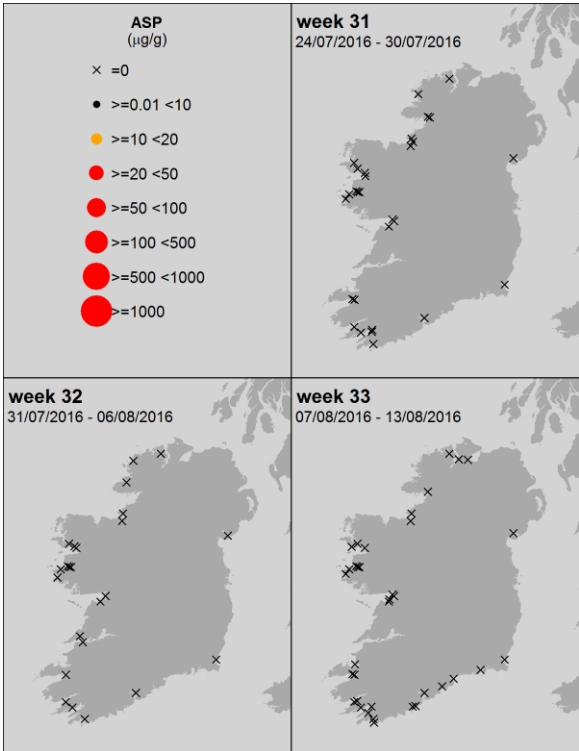 ASP
(µg/g)
=0
>=0.01 <10
>=10 <20
>=20 <50
>=50 <100
>=100 <500
>=500 <1000
>=1000
week 31
24/07/2016 - 30/07/2016
week 32
31/07/2016 - 06/08/2016
week 33
07/08/2016 - 13/08/2016